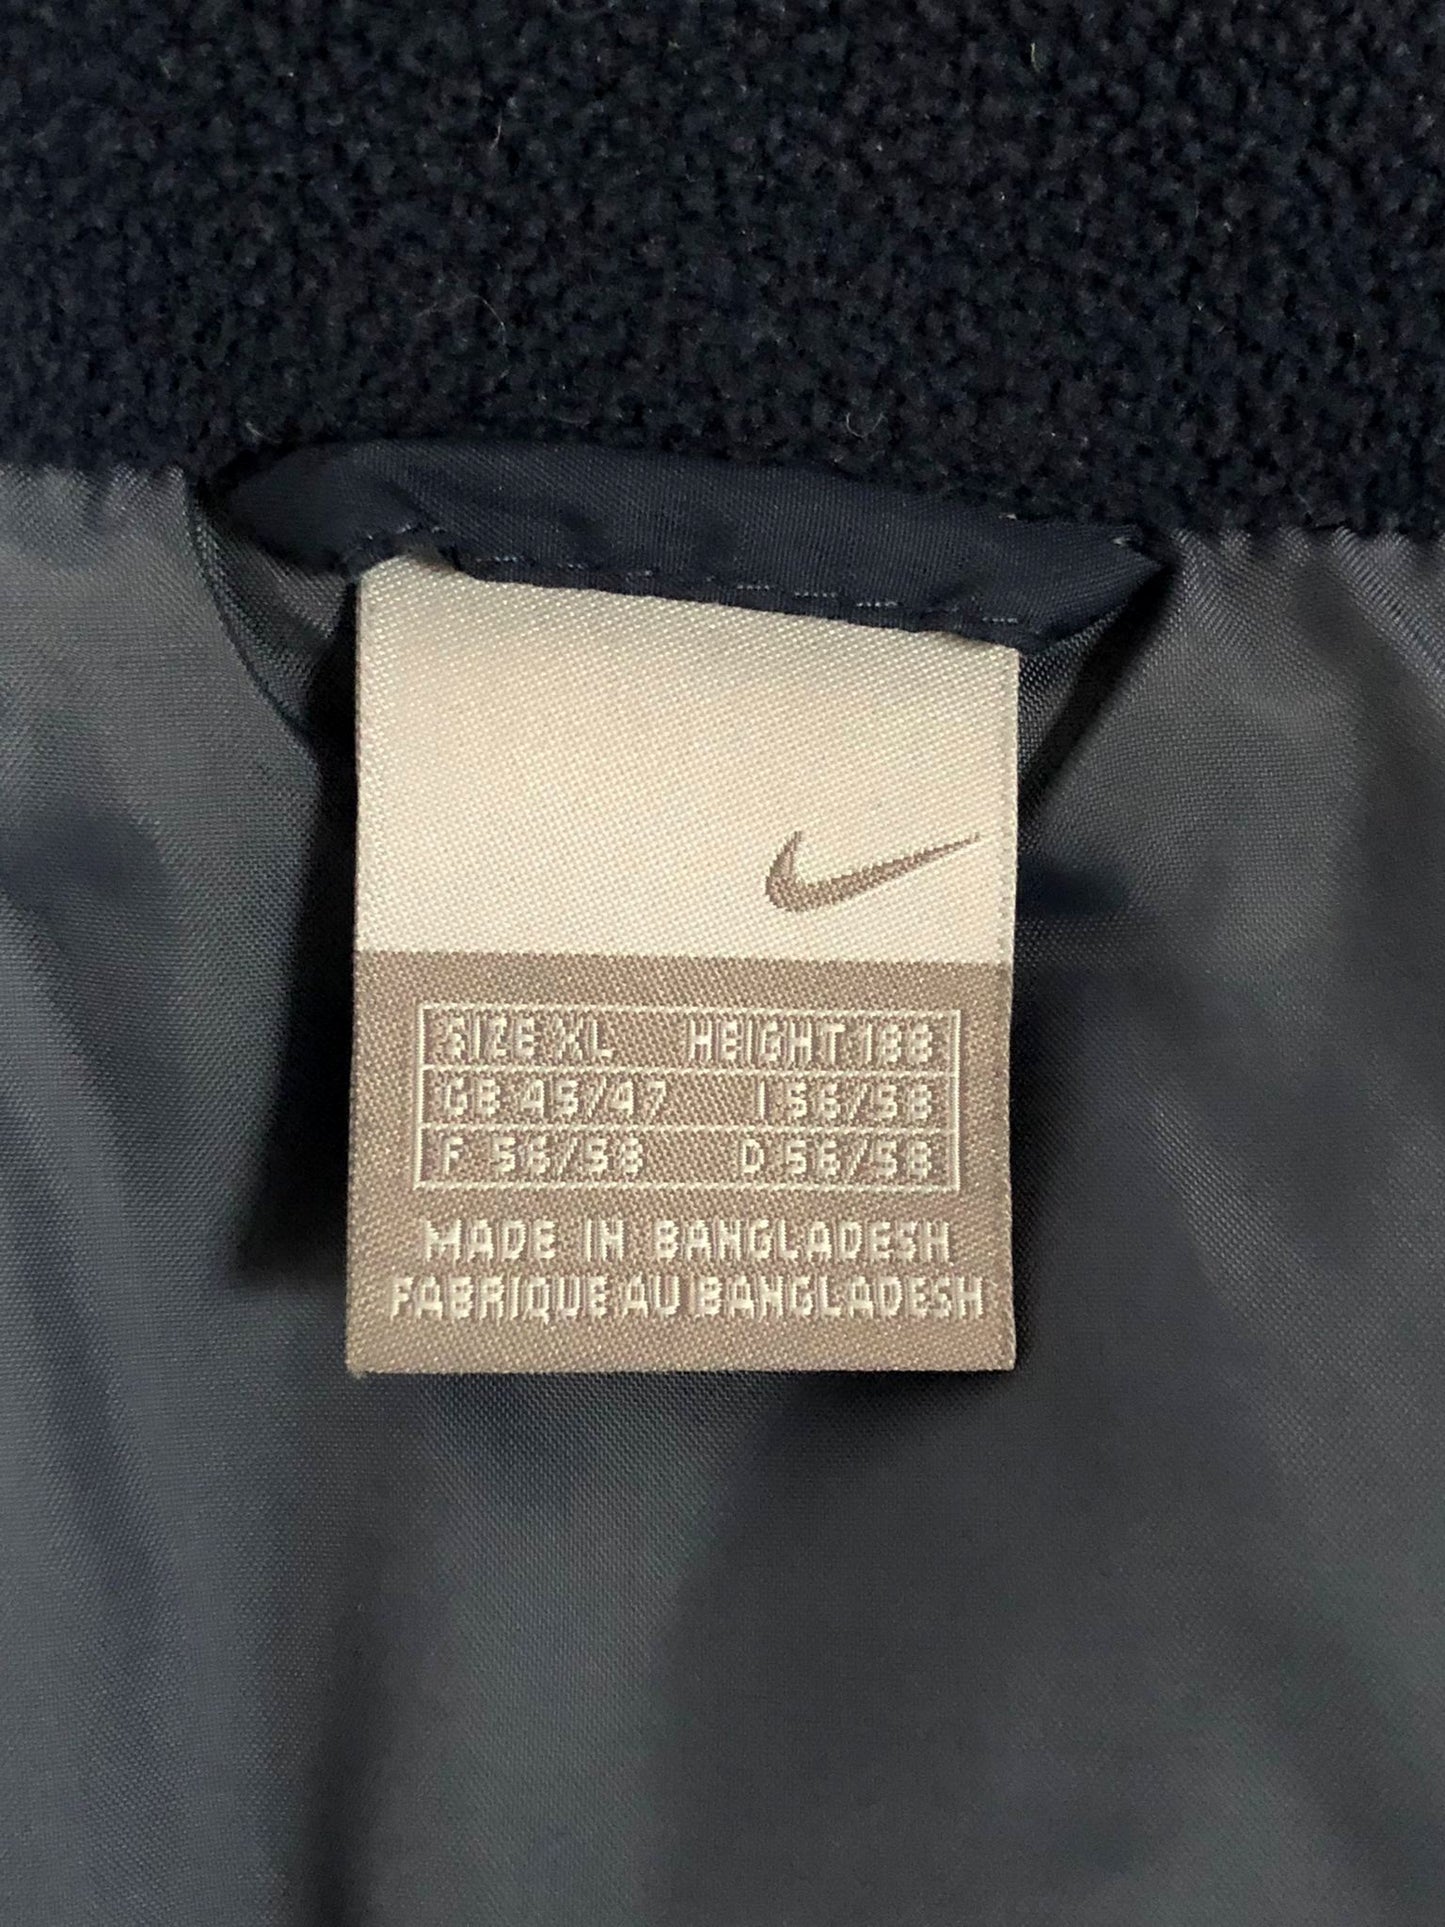 SIZE XL HEIGHT 188
GB 45/47 I 56/58
F 56/58 D 56/58
MADE IN BANGLADESH
FABRIQUE AU BANGLADESH